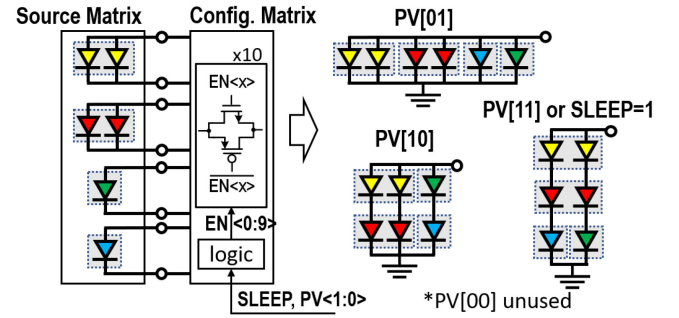 Source Matrix
Config. Matrix
x10
EN<x>
EN<x>
EN <0:9>
logic
SLEEP, PV<1:0>
PV[01]
PV[10]
PV[11] or SLEEP=1
*PV[00] unused